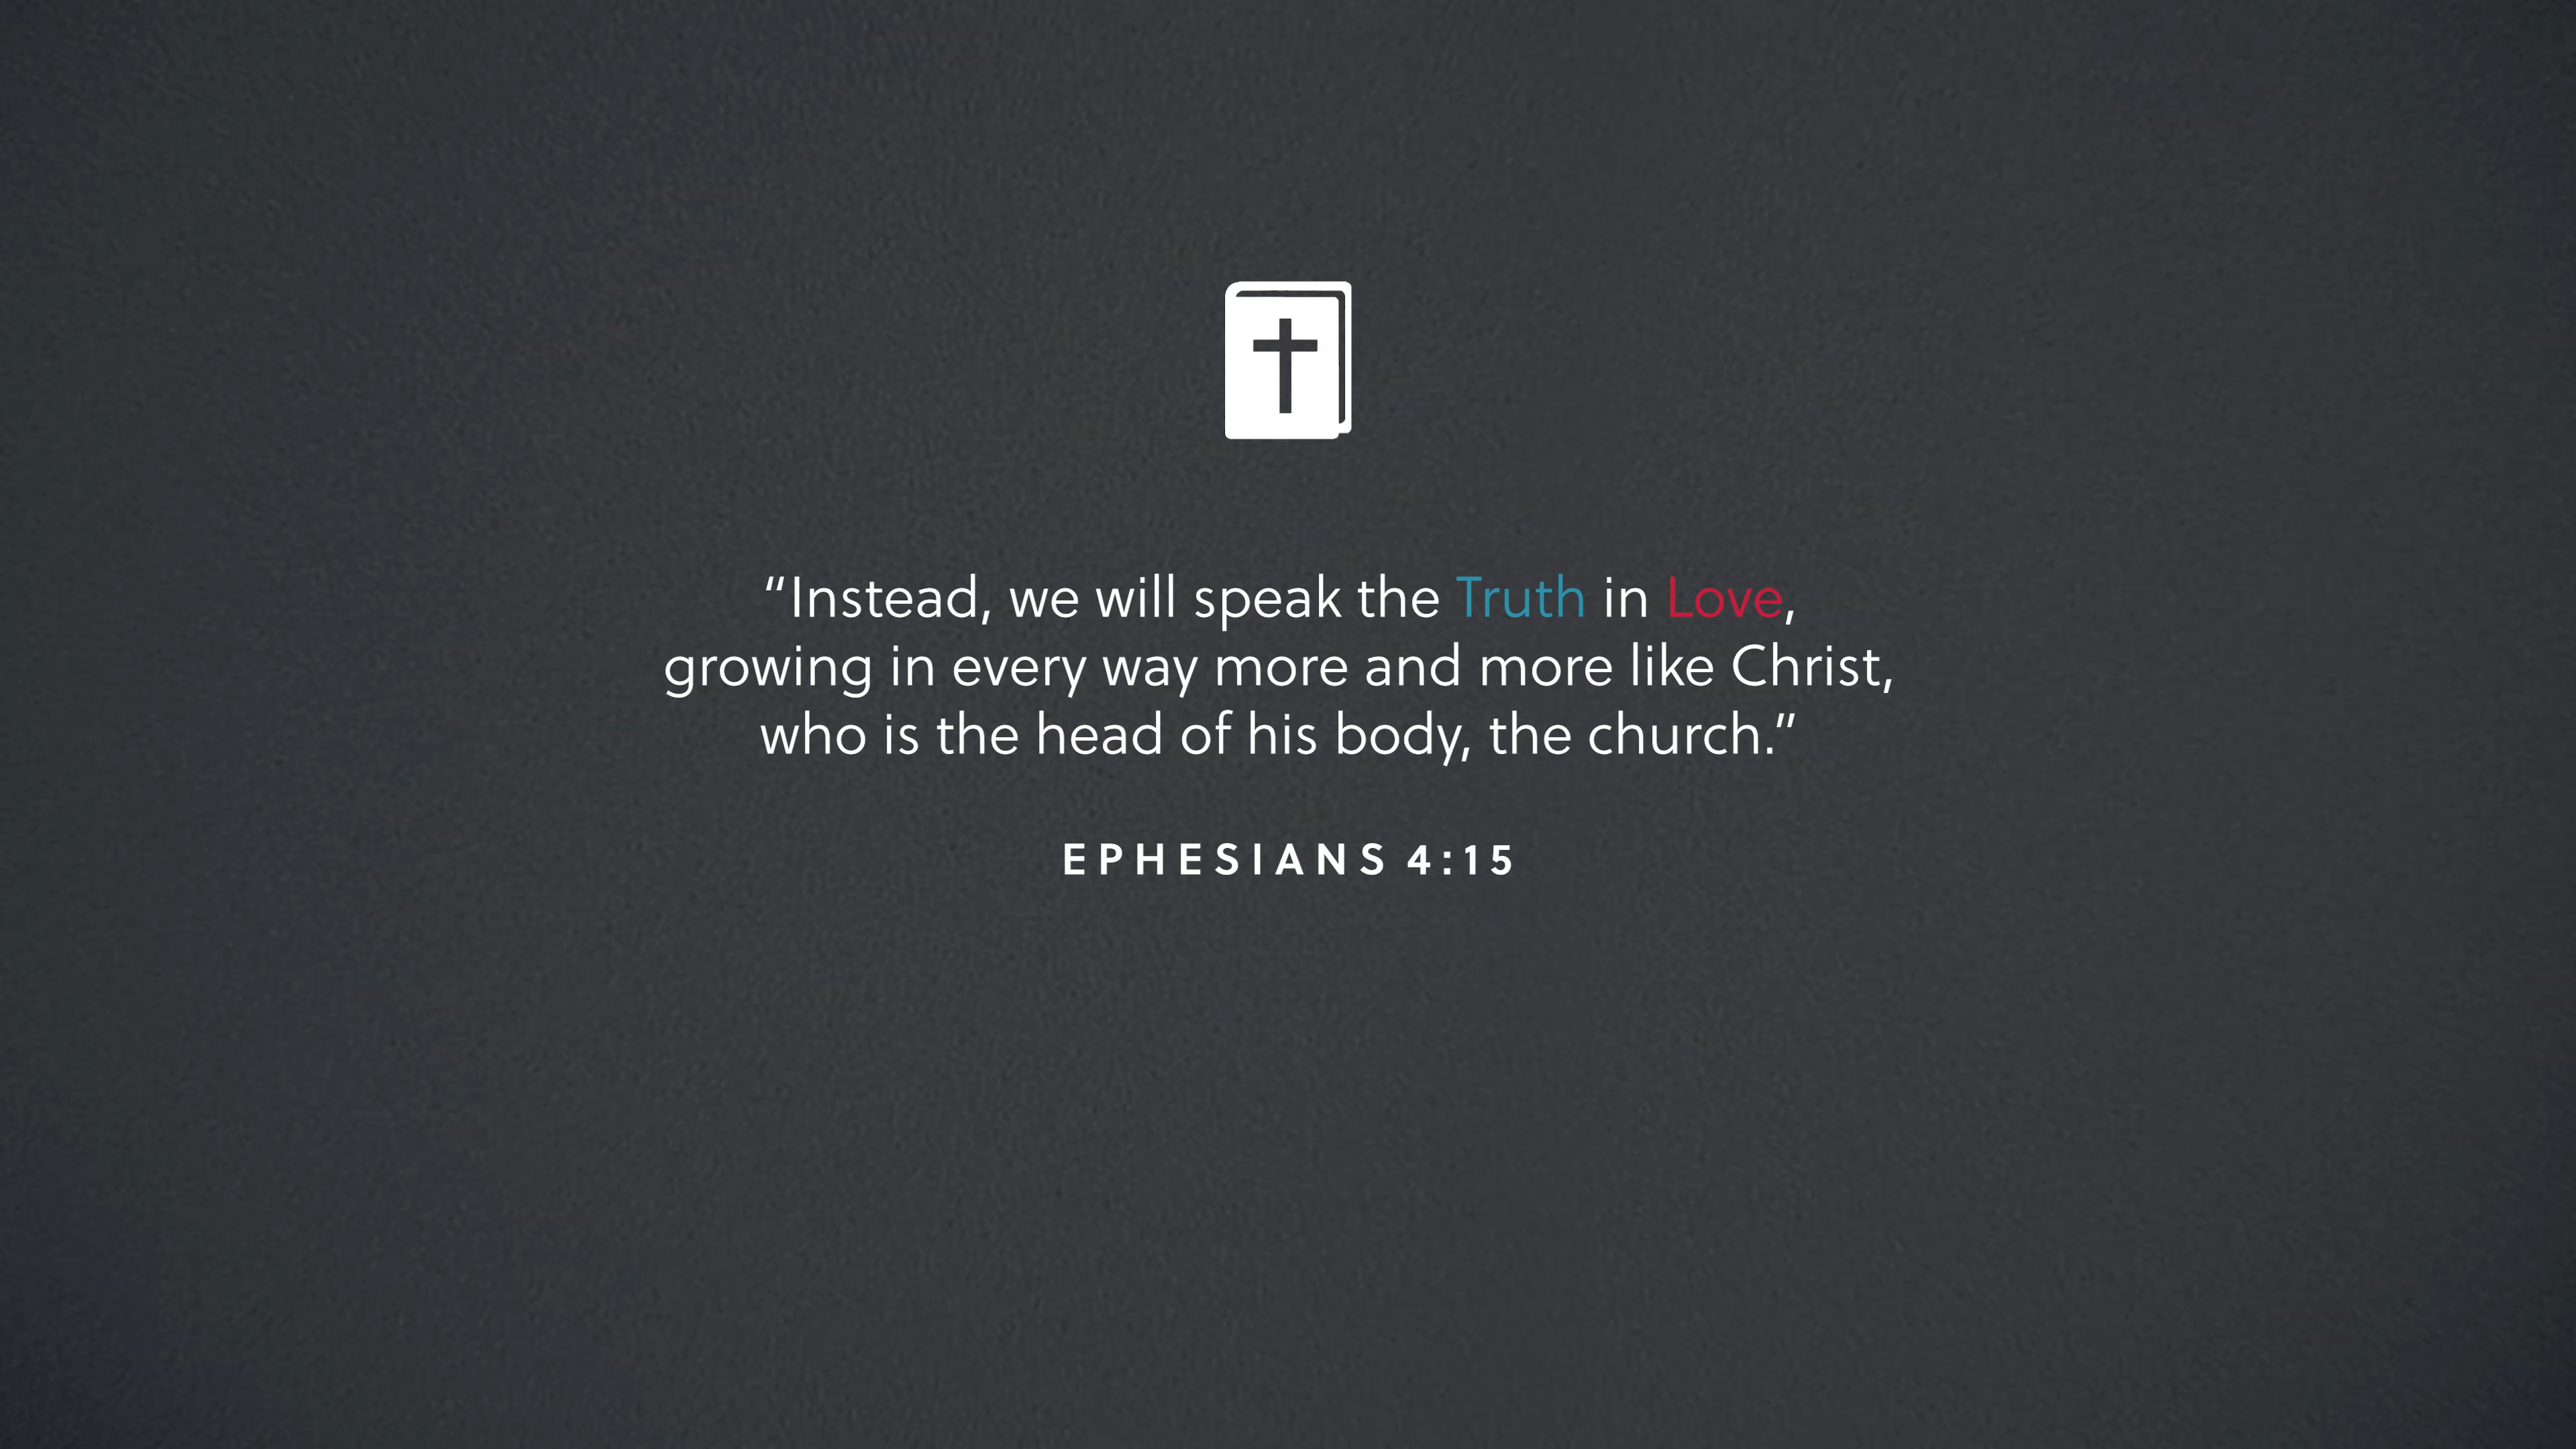 “Instead, we will speak the Truth in Love,
growing in every way more and more like Christ,
who is the head of his body, the church.”
EPHESIANS 4:15